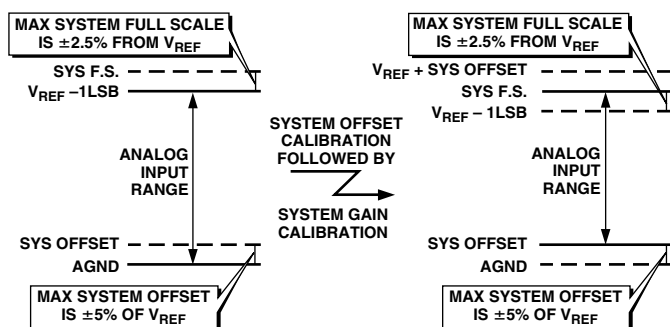 MAX SYSTEM FULL SCALE
IS ±2.5% FROM VREF
SYS F.S.
VREF –1LSB
ANALOG
INPUT
RANGE
SYS OFFSET
AGND
MAX SYSTEM OFFSET
IS ±5% OF VREF
SYSTEM OFFSET
CALIBRATION
FOLLOWED BY
SYSTEM GAIN
CALIBRATION
MAX SYSTEM FULL SCALE
IS ±2.5% FROM VREF
VREF + SYS OFFSET
SYS F.S.
VREF – 1LSB
ANALOG
INPUT
RANGE
SYS OFFSET
AGND
MAX SYSTEM OFFSET
IS ±5% OF VREF